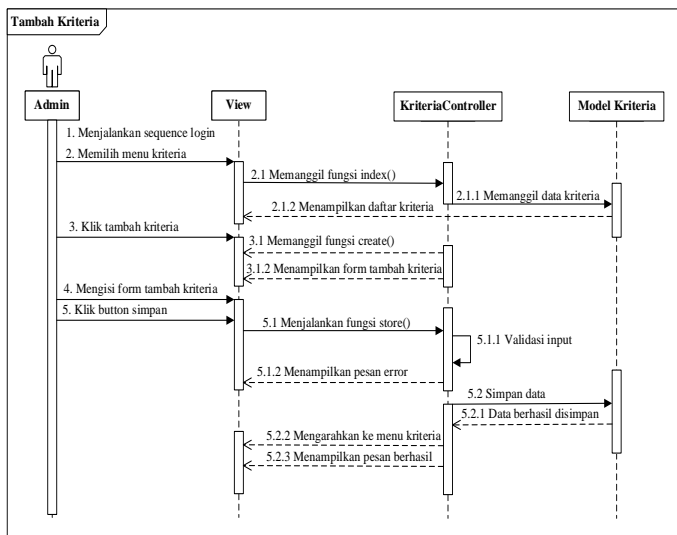 Tambah Kriteria
Admin
View
KriteriaController
Model Kriteria
1. Menjalankan sequence login
2. Memilih menu kriteria
2.1 Memanggil fungsi index()
2.1.1 Memanggil data kriteria
2.1.2 Menampilkan daftar kriteria
3. Klik tambah kriteria
3.1 Memanggil fungsi create()
3.1.2 Menampilkan form tambah kriteria
4. Mengisi form tambah kriteria
5. Klik button simpan
5.1 Menjalankan fungsi store()
5.1.1 Validasi input
5.1.2 Menampilkan pesan error
5.2 Simpan data
5.2.1 Data berhasil disimpan
5.2.2 Mengarahkan ke menu kriteria
5.2.3 Menampilkan pesan berhasil